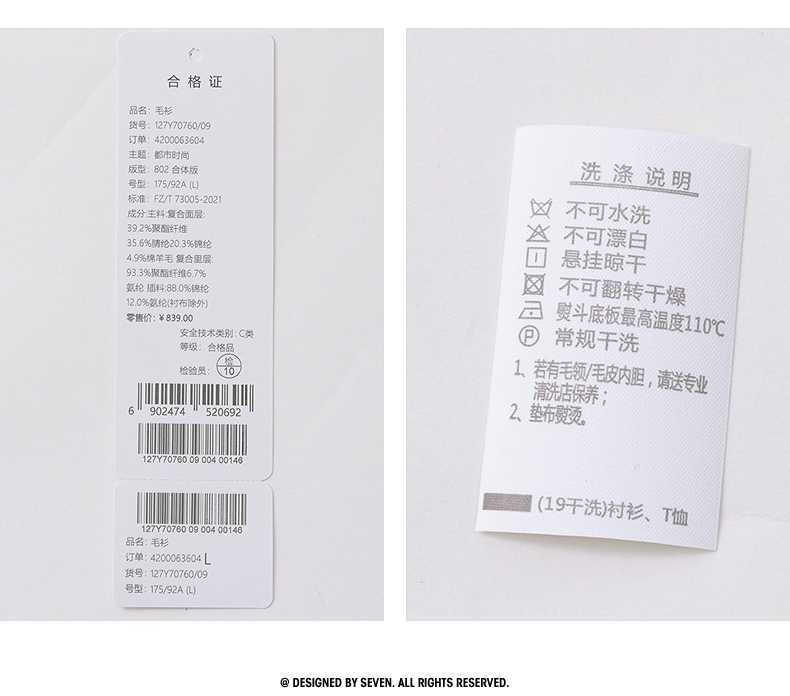 合格证
品名：毛衫
货号：127Y70760/09
订单：4200063604
主题：都市时尚
版型：802 合体版
号型：175/92A (L)
标准：FZ/T 73005-2021
成分:主料:复合面层:
39.2%聚酯纤维
35.6%腈纶20.3%锦纶
4.9%绵羊毛 复合里层:
93.3%聚酯纤维6.7%
氨纶 插料:88.0%锦纶
12.0%氨纶(衬布除外)
零售价：¥839.00
安全技术类别：C类
等级：合格品
检验员：检10
6 902474 520692
127Y70760 09 004 00146
127Y70760 09 004 00146
品名：毛衫
订单：4200063604 L
货号：127Y70760/09
号型：175/92A (L)
洗涤说明
不可水洗
不可漂白
悬挂晾干
不可翻转干燥
熨斗底板最高温度110℃
P 常规干洗
1、若有毛领/毛皮内胆，请送专业
清洗店保养；
2、垫布熨烫。
(19干洗)衬衫、T恤
@ DESIGNED BY SEVEN. ALL RIGHTS RESERVED.